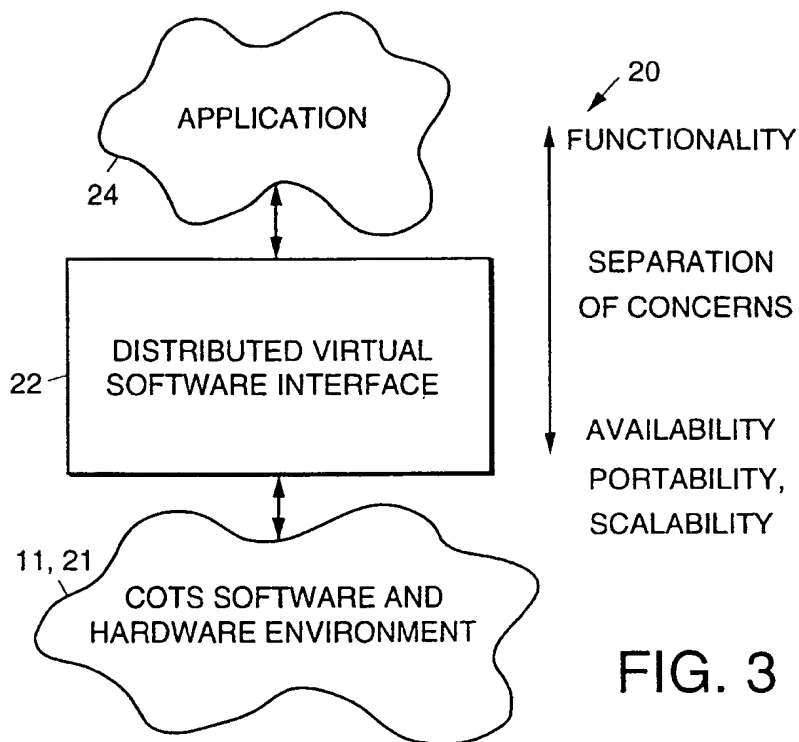 APPLICATION
24
20
FUNCTIONALITY
SEPARATION
OF CONCERNS
DISTRIBUTED VIRTUAL
SOFTWARE INTERFACE
22
AVAILABILITY
PORTABILITY,
SCALABILITY
11, 21
COTS SOFTWARE AND
HARDWARE ENVIRONMENT
FIG. 3